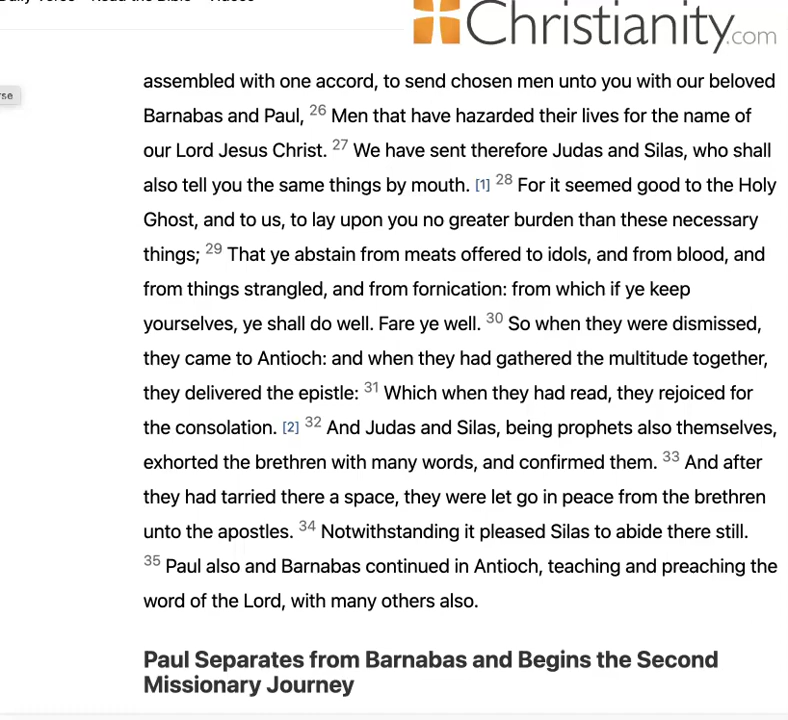 Christianity.com
se
assembled with one accord, to send chosen men unto you with our beloved
Barnabas and Paul, 26 Men that have hazarded their lives for the name of
our Lord Jesus Christ. 27 We have sent therefore Judas and Silas, who shall
also tell you the same things by mouth. [1] 28 For it seemed good to the Holy
Ghost, and to us, to lay upon you no greater burden than these necessary
things; 29 That ye abstain from meats offered to idols, and from blood, and
from things strangled, and from fornication: from which if ye keep
yourselves, ye shall do well. Fare ye well. 30 So when they were dismissed,
they came to Antioch: and when they had gathered the multitude together,
they delivered the epistle: 31 Which when they had read, they rejoiced for
the consolation. [2] 32 And Judas and Silas, being prophets also themselves,
exhorted the brethren with many words, and confirmed them. 33 And after
they had tarried there a space, they were let go in peace from the brethren
unto the apostles. 34 Notwithstanding it pleased Silas to abide there still.
35 Paul also and Barnabas continued in Antioch, teaching and preaching the
word of the Lord, with many others also.
Paul Separates from Barnabas and Begins the Second
Missionary Journey